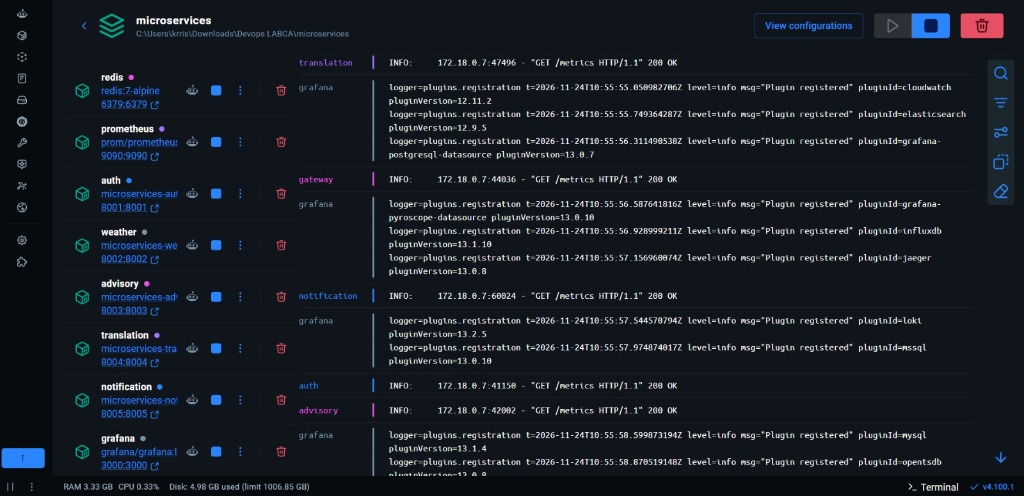 microservices
C:\Users\krris\Downloads\Devops LABCA\microservices
View configurations
redis
redis:7-alpine
6379:6379
prometheus
prom/prometheus
9090:9090
auth
microservices-aut
8001:8001
weather
microservices-we
8002:8002
advisory
microservices-adv
8003:8003
translation
microservices-tra
8004:8004
notification
microservices-not
8005:8005
grafana
grafana/grafana:l
3000:3000
translation INFO: 172.18.0.7:47496 - "GET /metrics HTTP/1.1" 200 OK
grafana logger=plugins.registration t=2026-11-24T10:55:55.050982706Z level=info msg="Plugin registered" pluginId=cloudwatch
pluginVersion=12.11.2
logger=plugins.registration t=2026-11-24T10:55:55.749364287Z level=info msg="Plugin registered" pluginId=elasticsearch
pluginVersion=12.9.5
logger=plugins.registration t=2026-11-24T10:55:56.311490538Z level=info msg="Plugin registered" pluginId=grafana-
postgresql-datasource pluginVersion=13.0.7
gateway INFO: 172.18.0.7:44036 - "GET /metrics HTTP/1.1" 200 OK
grafana logger=plugins.registration t=2026-11-24T10:55:56.587641816Z level=info msg="Plugin registered" pluginId=grafana-
pyroscope-datasource pluginVersion=13.0.10
logger=plugins.registration t=2026-11-24T10:55:56.928999211Z level=info msg="Plugin registered" pluginId=influxdb
pluginVersion=13.1.10
logger=plugins.registration t=2026-11-24T10:55:57.156960074Z level=info msg="Plugin registered" pluginId=jaeger
pluginVersion=13.0.8
notification INFO: 172.18.0.7:60024 - "GET /metrics HTTP/1.1" 200 OK
grafana logger=plugins.registration t=2026-11-24T10:55:57.544570794Z level=info msg="Plugin registered" pluginId=loki
pluginVersion=13.2.5
logger=plugins.registration t=2026-11-24T10:55:57.974874017Z level=info msg="Plugin registered" pluginId=mssql
pluginVersion=13.0.10
auth INFO: 172.18.0.7:41150 - "GET /metrics HTTP/1.1" 200 OK
advisory INFO: 172.18.0.7:42002 - "GET /metrics HTTP/1.1" 200 OK
grafana logger=plugins.registration t=2026-11-24T10:55:58.599873194Z level=info msg="Plugin registered" pluginId=mysql
pluginVersion=13.1.4
logger=plugins.registration t=2026-11-24T10:55:58.870519148Z level=info msg="Plugin registered" pluginId=opentsdb
pluginVersion=13.0.8
RAM 3.33 GB CPU 0.33% Disk: 4.98 GB used (limit 1006.85 GB)
Terminal
v4.100.1